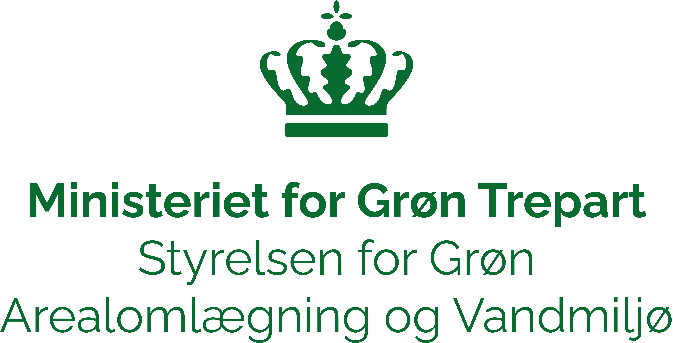 Ministeriet for Grøn Trepart
Styrelsen for Grøn
Arealomlægning og Vandmiljø